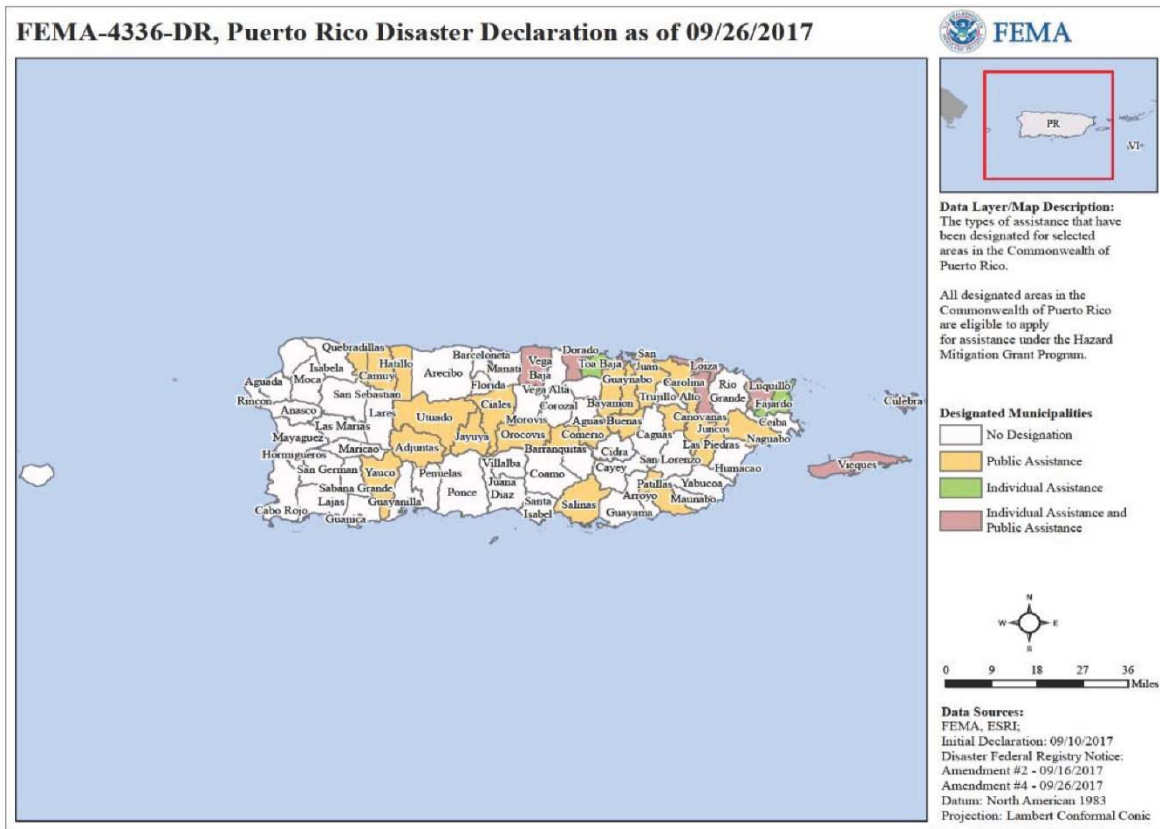 FEMA-4336-DR, Puerto Rico Disaster Declaration as of 09/26/2017
FEMA
PR
VI
Data Layer/Map Description:
The types of assistance that have
been designated for selected
areas in the Commonwealth of
Puerto Rico.
All designated areas in the
Commonwealth of Puerto Rico
are eligible to apply
for assistance under the Hazard
Mitigation Grant Program.
Designated Municipalities
No Designation
Public Assistance
Individual Assistance
Individual Assistance and
Public Assistance
N
W
E
S
0 9 18 27 36
Miles
Data Sources:
FEMA, ESRI;
Initial Declaration: 09/10/2017
Disaster Federal Registry Notice:
Amendment #2 - 09/16/2017
Amendment #4 - 09/26/2017
Datum: North American 1983
Projection: Lambert Conformal Conic
Quebradillas
Isabela
Camuy
Hatillo
Arecibo
Barceloneta
Manati
Florida
Vega
Baja
Vega Alta
Dorado
Toa Baja
San
Juan
Guaynabo
Carolina
Loiza
Rio
Grande
Luquillo
Fajardo
Ceiba
Culebra
Aguada
Rincon
Moca
San Sebastian
Anasco
Lares
Las Marias
Mayaguez
Maricao
Hormigueros
San German
Sabana Grande
Lajas
Cabo Rojo
Guanica
Utuado
Adjuntas
Jayuya
Ciales
Morovis
Orocovis
Corozal
Bayamon
Trujillo Alto
Aguas Buenas
Canovanas
Comerio
Caguas
Juncos
Naguabo
Las Piedras
Barranquitas
Cidra
San Lorenzo
Humacao
Cayey
Yauco
Guayanilla
Penuelas
Ponce
Villalba
Juana
Diaz
Coamo
Santa
Isabel
Salinas
Guayama
Arroyo
Patillas
Yabucoa
Maunabo
Vieques